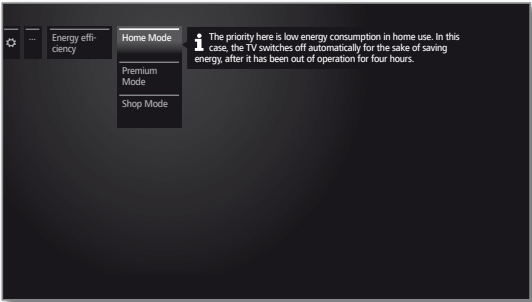 ...
Energy effi-
ciency
Home Mode
Premium
Mode
Shop Mode
i The priority here is low energy consumption in home use. In this
case, the TV switches off automatically for the sake of saving
energy, after it has been out of operation for four hours.